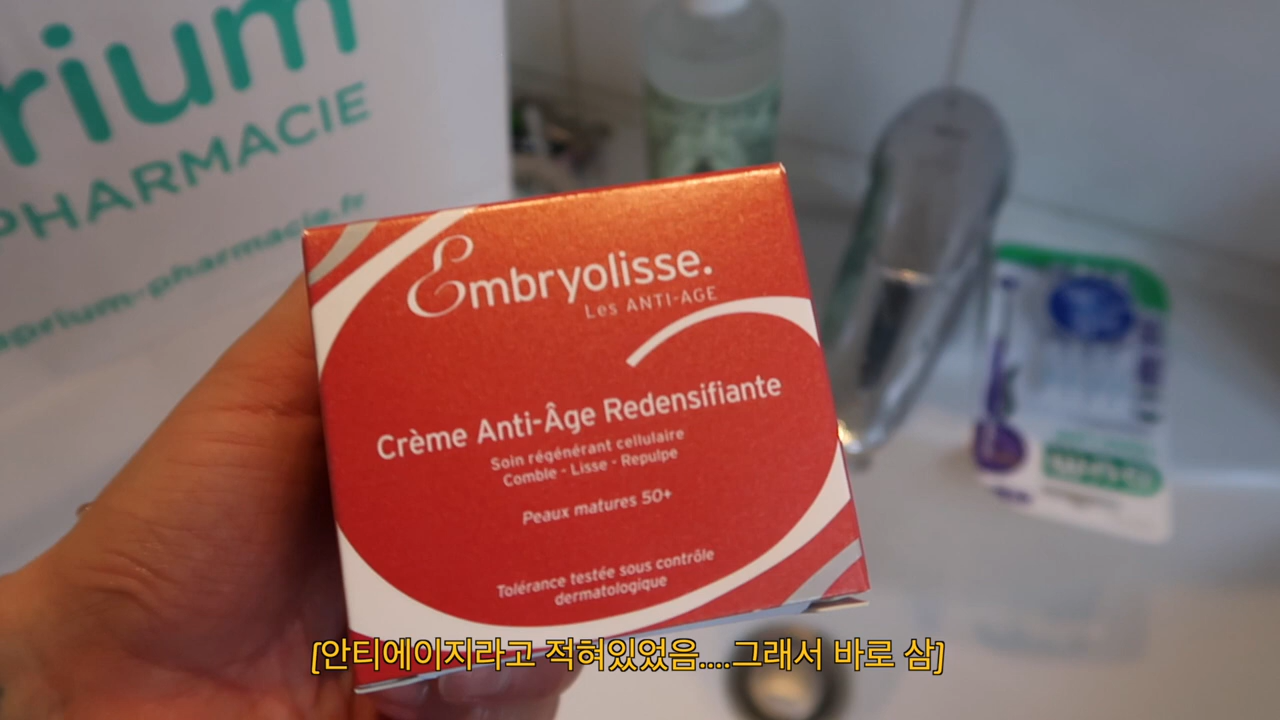 rium
PHARMACIE
aprium-pharmacie.fr
Embryolisse.
Les ANTI-AGE
Crème Anti-Âge Redensifiante
Soin régénérant cellulaire
Comble - Lisse - Repulpe
Peaux matures 50+
Tolérance testée sous contrôle
dermatologique
GUM
[안티에이지라고 적혀있었음....그래서 바로 삼]